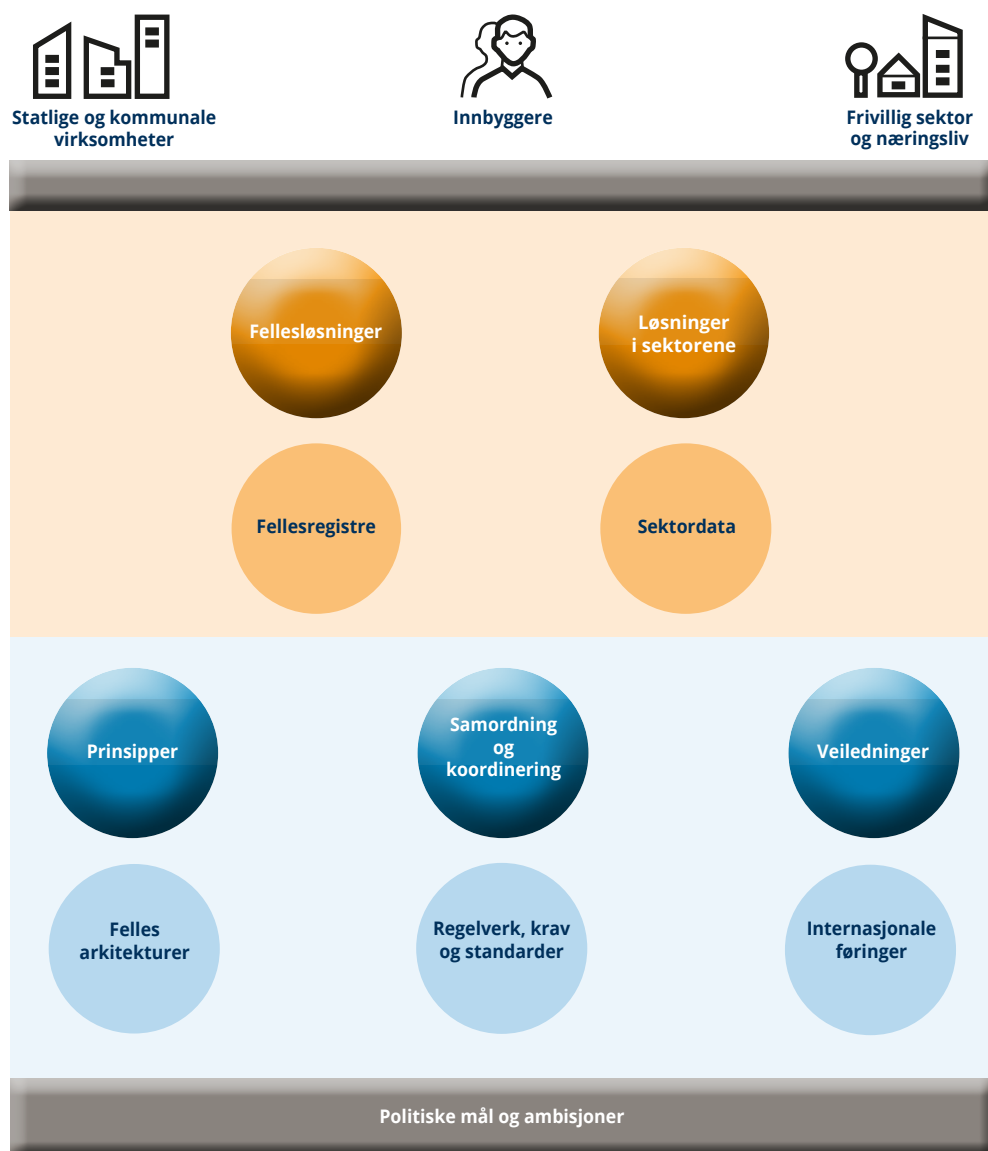 Statlige og kommunale
virksomheter
Innbyggere
Frivillig sektor
og næringsliv
Fellesløsninger
Løsninger
i sektorene
Fellesregistre
Sektordata
Prinsipper
Samordning
og
koordinering
Veiledninger
Felles
arkitekturer
Regelverk, krav
og standarder
Internasjonale
føringer
Politiske mål og ambisjoner